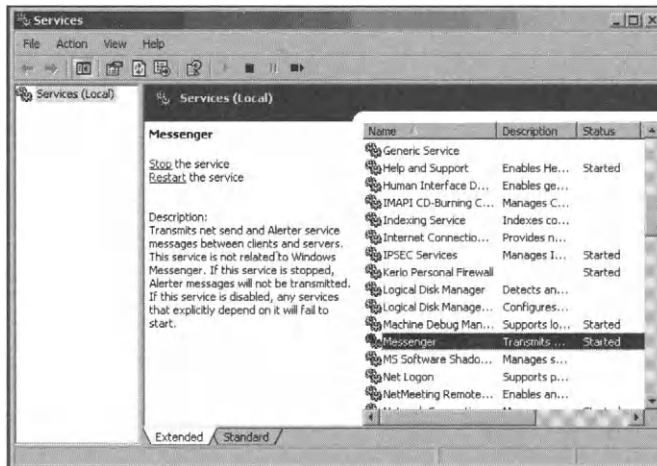 Services
File Action View Help
Services (Local)
Services (Local)
Messenger
Stop the service
Restart the service
Description:
Transmits net send and Alerter service
messages between clients and servers.
This service is not related to Windows
Messenger. If this service is stopped,
Alerter messages will not be transmitted.
If this service is disabled, any services
that explicitly depend on it will fail to
start.
Name Description Status
Generic Service
Help and Support Enables He... Started
Human Interface D... Enables ge...
IMAPI CD-Burning C... Manages C...
Indexing Service Indexes co...
Internet Connectio... Provides n...
IPSEC Services Manages I... Started
Kerio Personal Firewall Started
Logical Disk Manager Detects an...
Logical Disk Manage... Configures...
Machine Debug Man... Supports lo... Started
Messenger Transmits ... Started
MS Software Shado... Manages s...
Net Logon Supports p...
NetMeeting Remote... Enables an...
Extended Standard